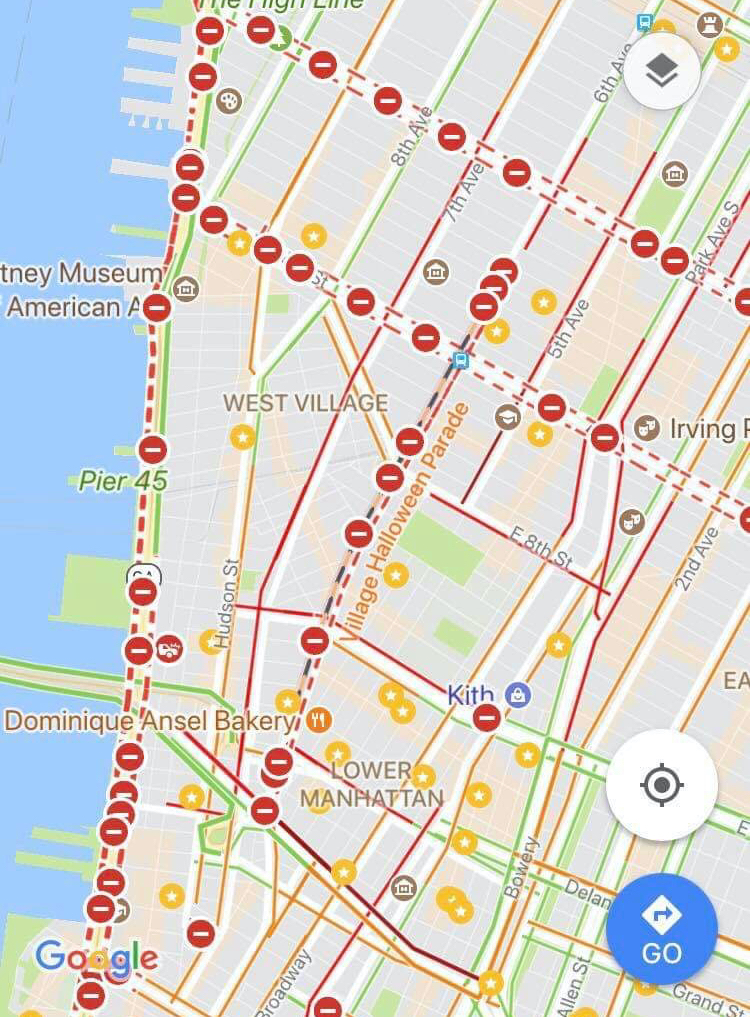 The High Line
6th Ave
8th Ave
7th Ave
Park Ave S
tney Museum
American A
St
5th Ave
WEST VILLAGE
Irving P
Village Halloween Parade
Pier 45
E 8th St
2nd Ave
Hudson St
Kith
EA
Dominique Ansel Bakery
LOWER
MANHATTAN
Bowery
E
Delan
GO
Google
Broadway
Allen St
Grand St